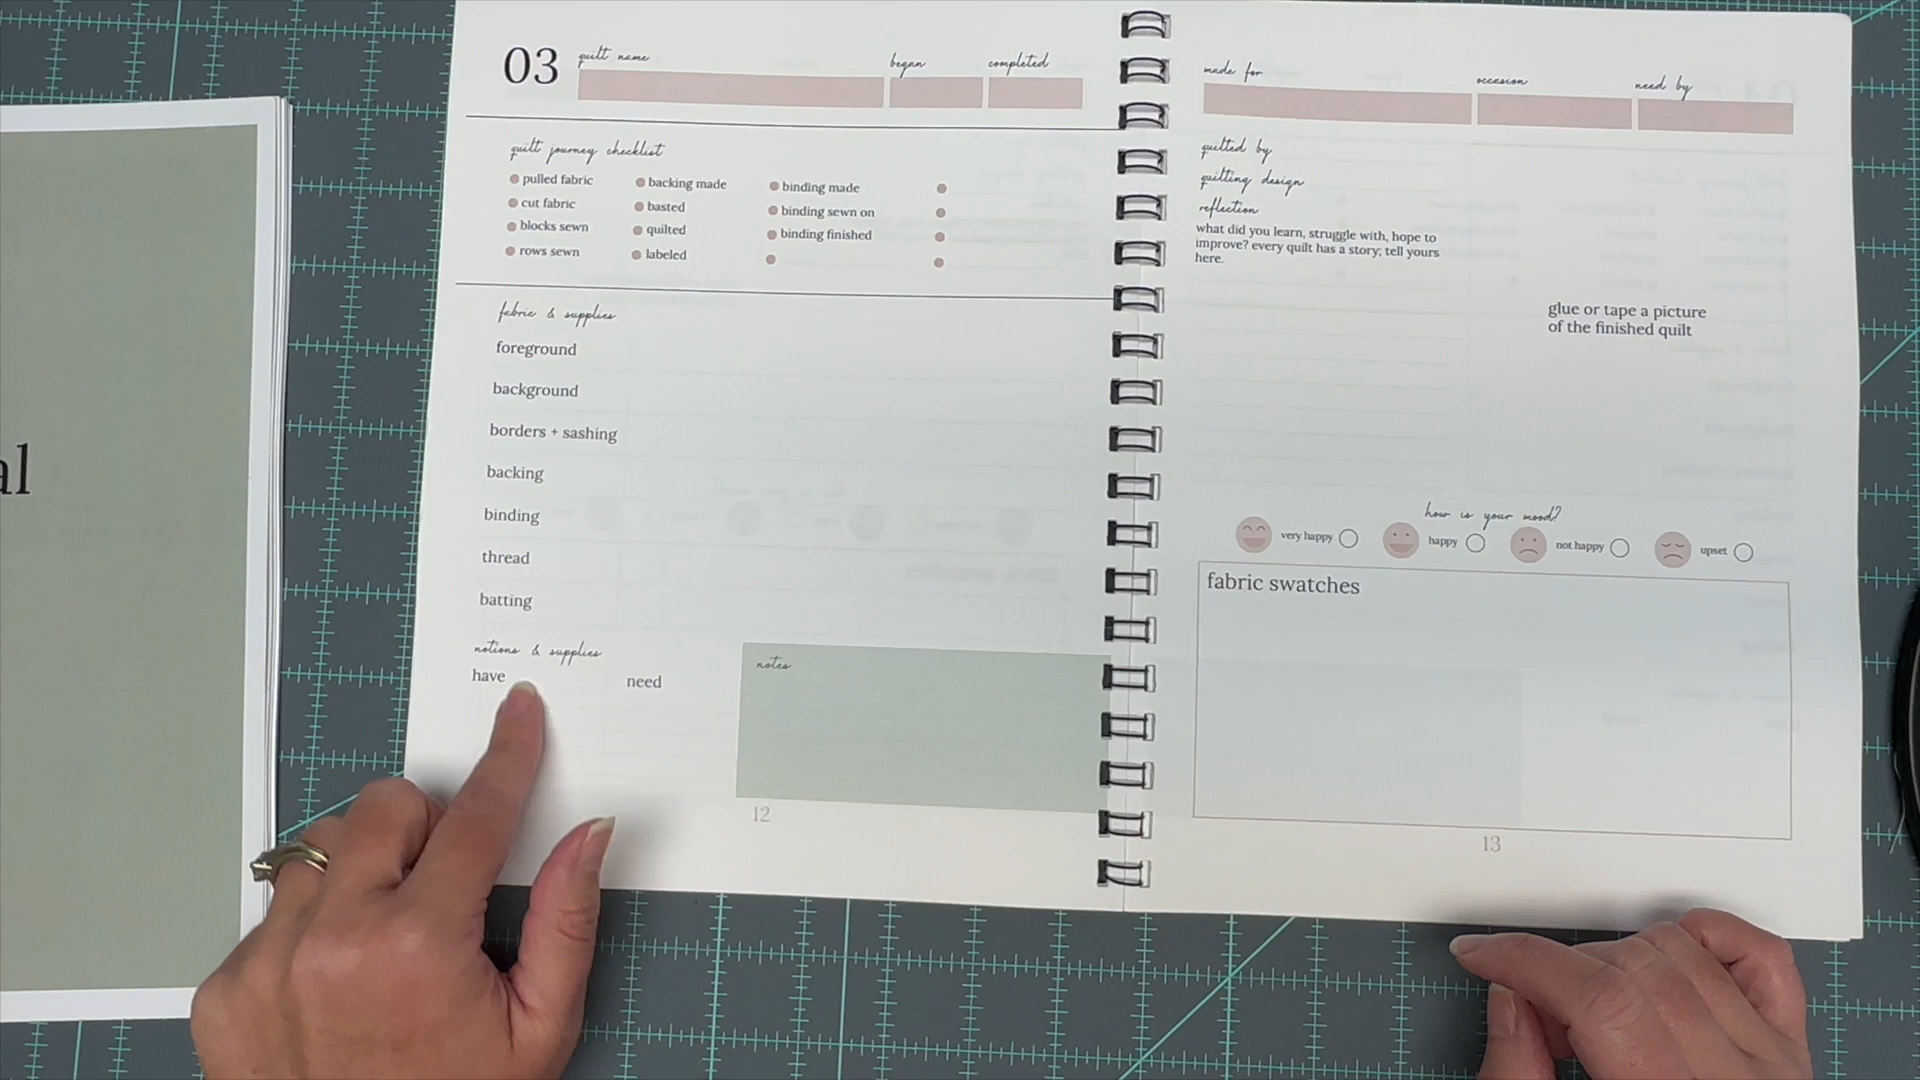 al
03 quilt name began completed
quilt journey checklist
pulled fabric backing made binding made
cut fabric basted binding sewn on
blocks sewn quilted binding finished
rows sewn labeled
fabric & supplies
foreground
background
borders + sashing
backing
binding
thread
batting
notions & supplies
have need
notes
12
made for occasion need by
quilted by
quilting design
reflection
what did you learn, struggle with, hope to
improve? every quilt has a story; tell yours
here.
glue or tape a picture
of the finished quilt
how is your mood?
very happy happy not happy upset
fabric swatches
13